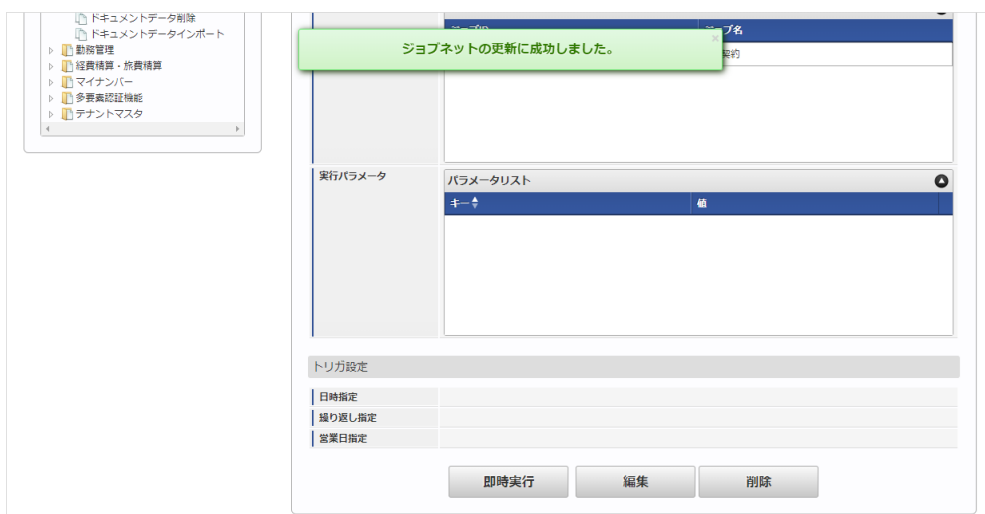 ドキュメントデータ削除
ドキュメントデータインポート
勤務管理
経費精算・旅費精算
マイナンバー
多要素認証機能
テナントマスタ
ジョブネットの更新に成功しました。
ブ名
契約
実行パラメータ
パラメータリスト
キー
値
トリガ設定
日時指定
繰り返し指定
営業日指定
即時実行
編集
削除